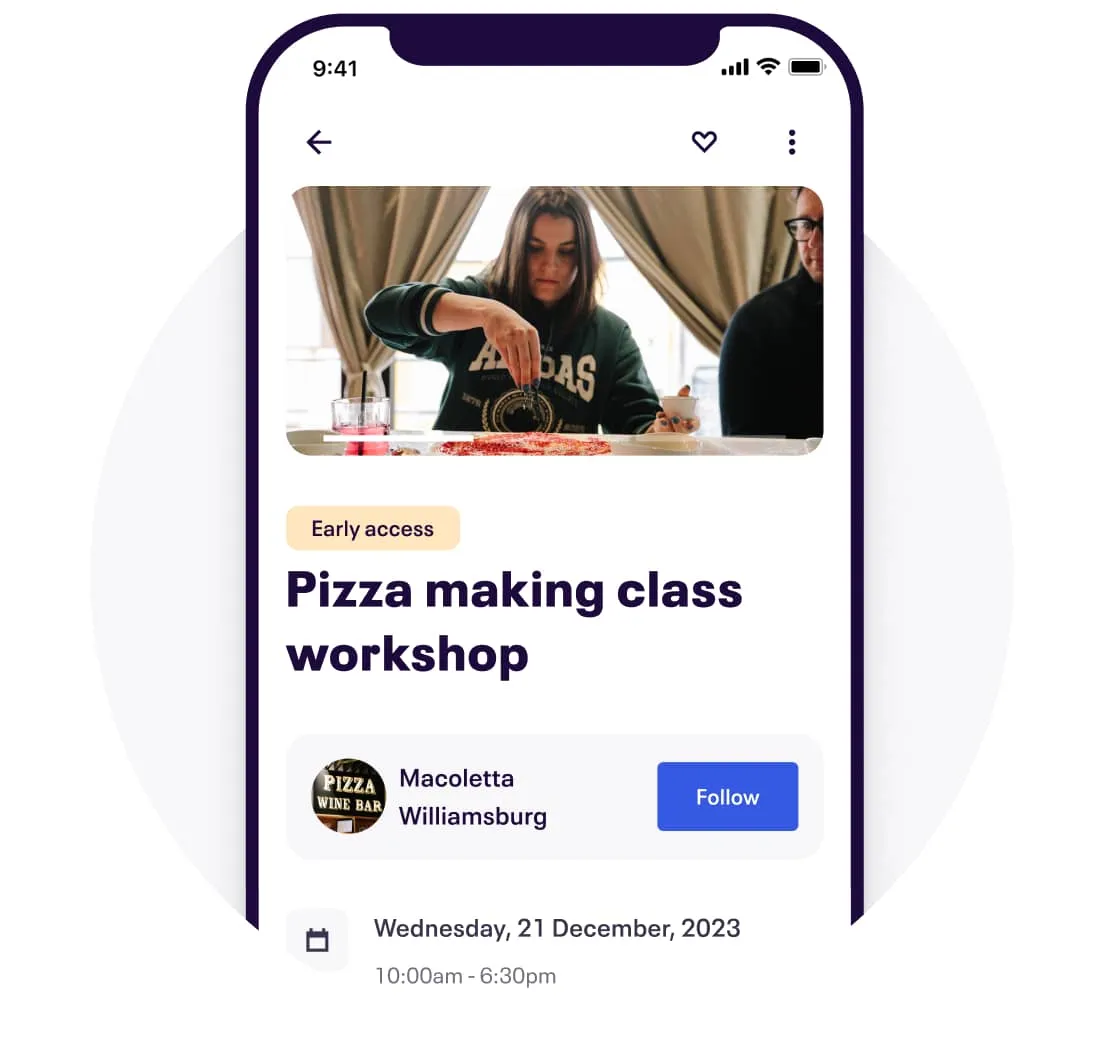 9:41
Early access
Pizza making class
workshop
PIZZA
WINE BAR
Macoletta
Williamsburg
Follow
Wednesday, 21 December, 2023
10:00am - 6:30pm